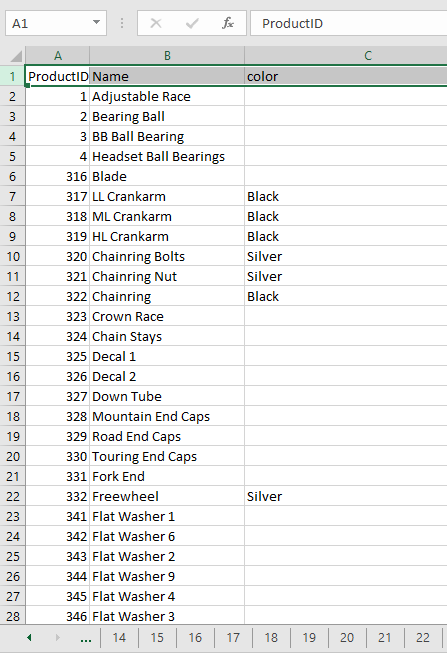 A1 fx ProductID
A B C
1 ProductID Name color
2 1 Adjustable Race
3 2 Bearing Ball
4 3 BB Ball Bearing
5 4 Headset Ball Bearings
6 316 Blade
7 317 LL Crankarm Black
8 318 ML Crankarm Black
9 319 HL Crankarm Black
10 320 Chainring Bolts Silver
11 321 Chainring Nut Silver
12 322 Chainring Black
13 323 Crown Race
14 324 Chain Stays
15 325 Decal 1
16 326 Decal 2
17 327 Down Tube
18 328 Mountain End Caps
19 329 Road End Caps
20 330 Touring End Caps
21 331 Fork End
22 332 Freewheel Silver
23 341 Flat Washer 1
24 342 Flat Washer 6
25 343 Flat Washer 2
26 344 Flat Washer 9
27 345 Flat Washer 4
28 346 Flat Washer 3
... 14 15 16 17 18 19 20 21 22